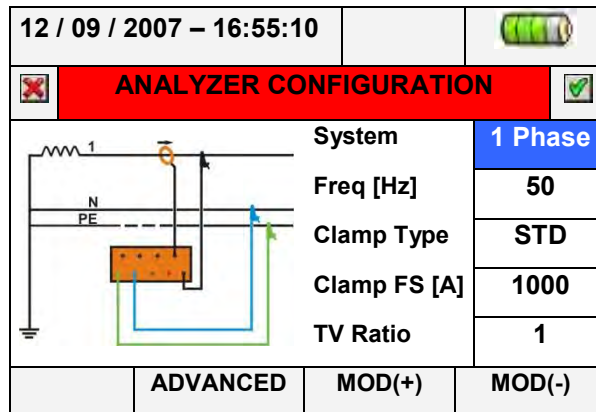 12 / 09 / 2007 – 16:55:10
ANALYZER CONFIGURATION
1
N
PE
System 1 Phase
Freq [Hz] 50
Clamp Type STD
Clamp FS [A] 1000
TV Ratio 1
ADVANCED MOD(+) MOD(-)